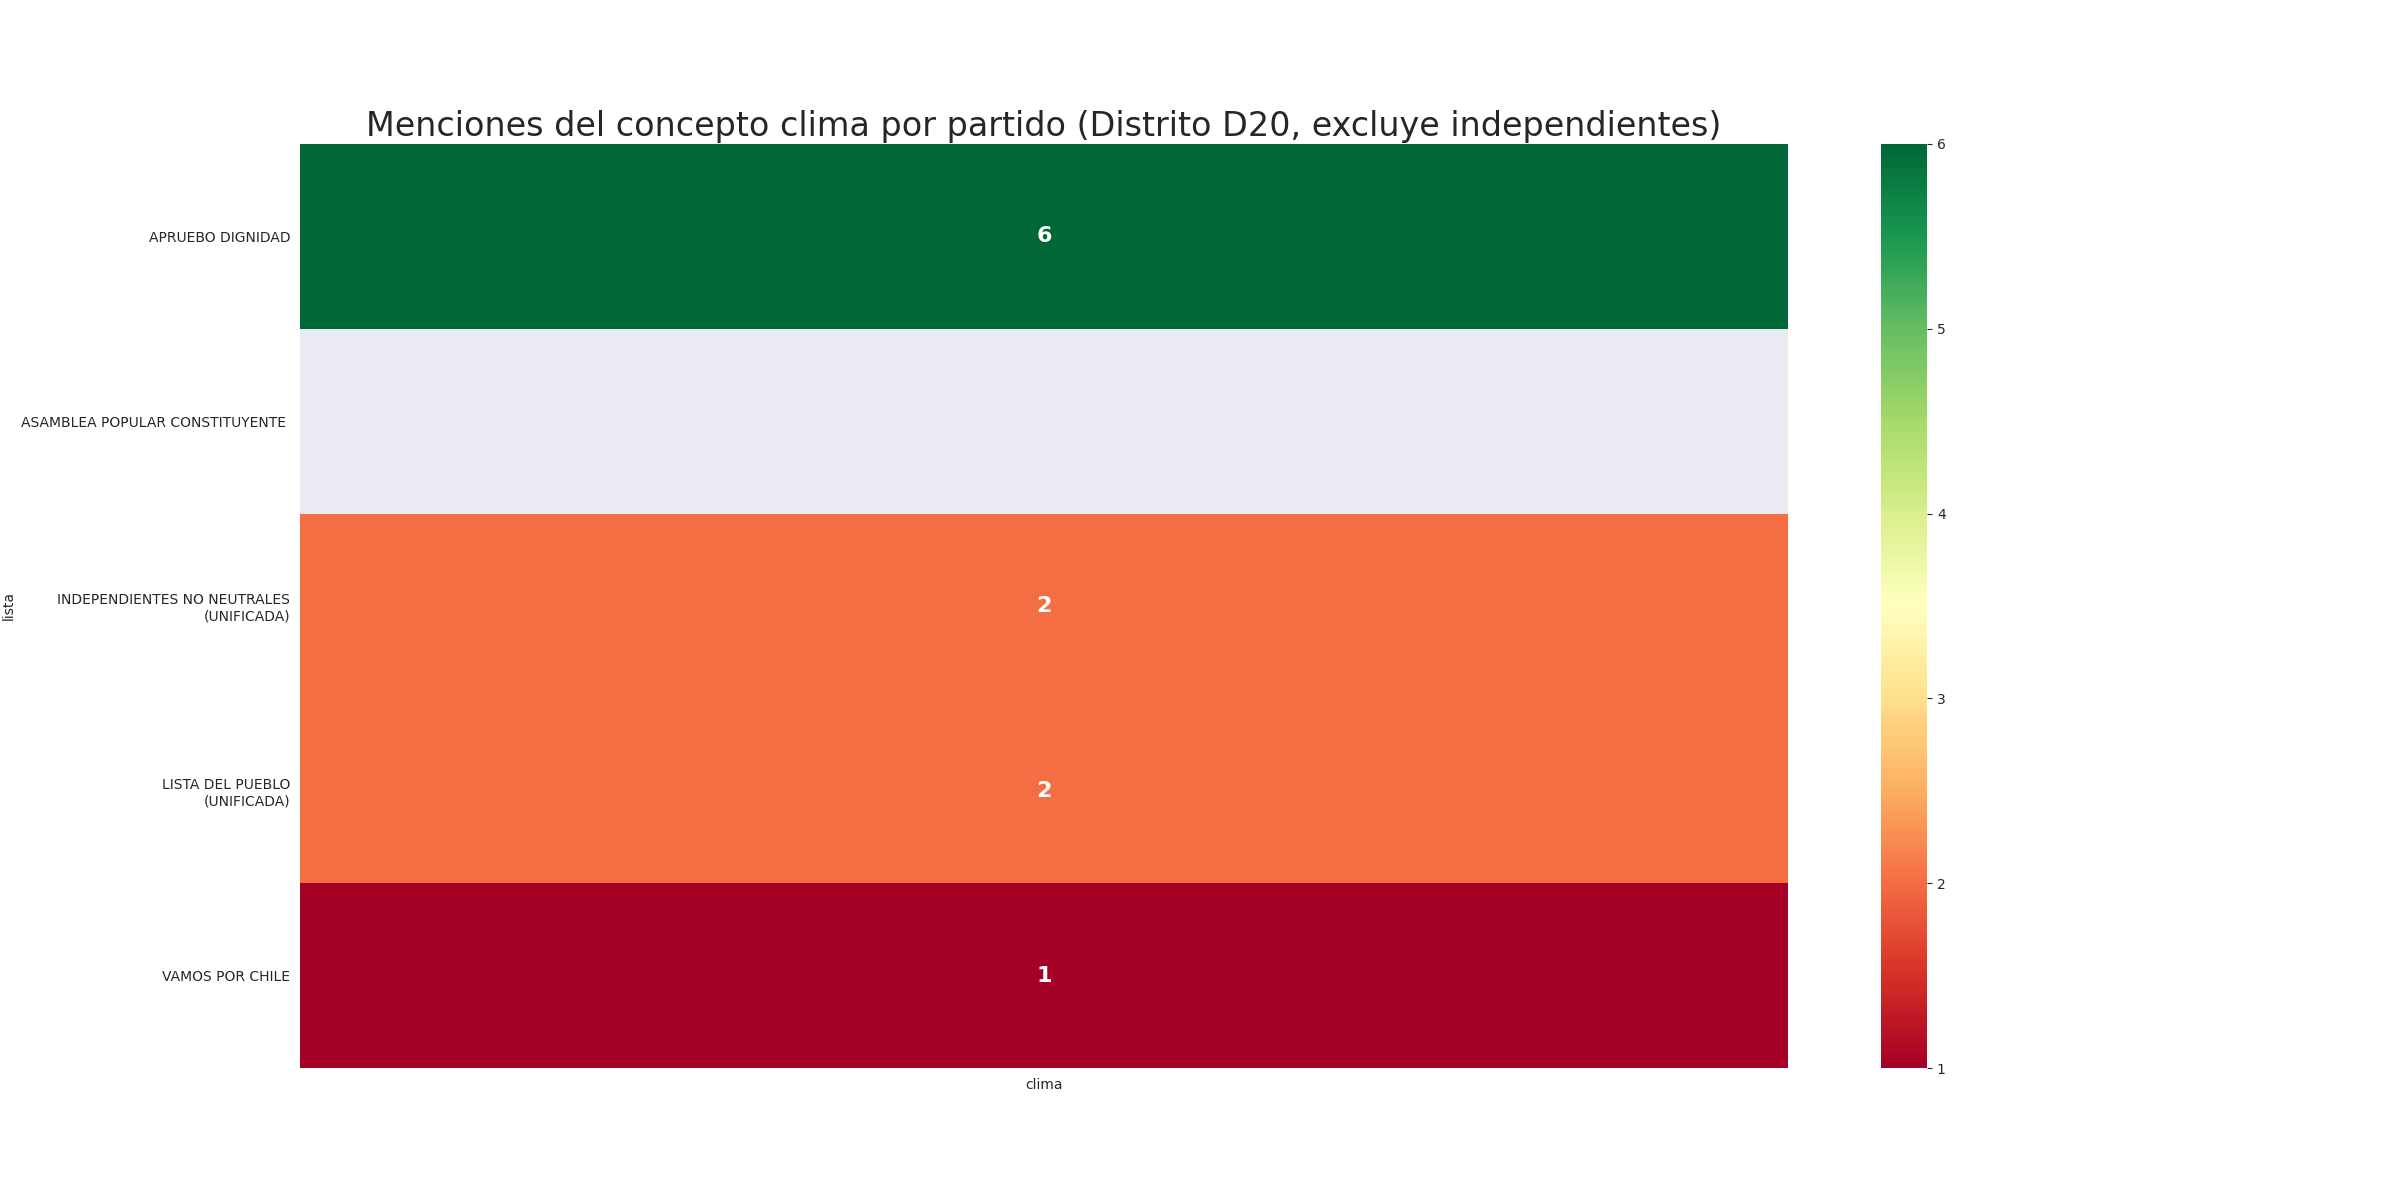 Menciones del concepto clima por partido (Distrito D20, excluye independientes)
lista
APRUEBO DIGNIDAD
6
ASAMBLEA POPULAR CONSTITUYENTE
INDEPENDIENTES NO NEUTRALES
(UNIFICADA)
2
LISTA DEL PUEBLO
(UNIFICADA)
2
VAMOS POR CHILE
1
clima
6
5
4
3
2
1